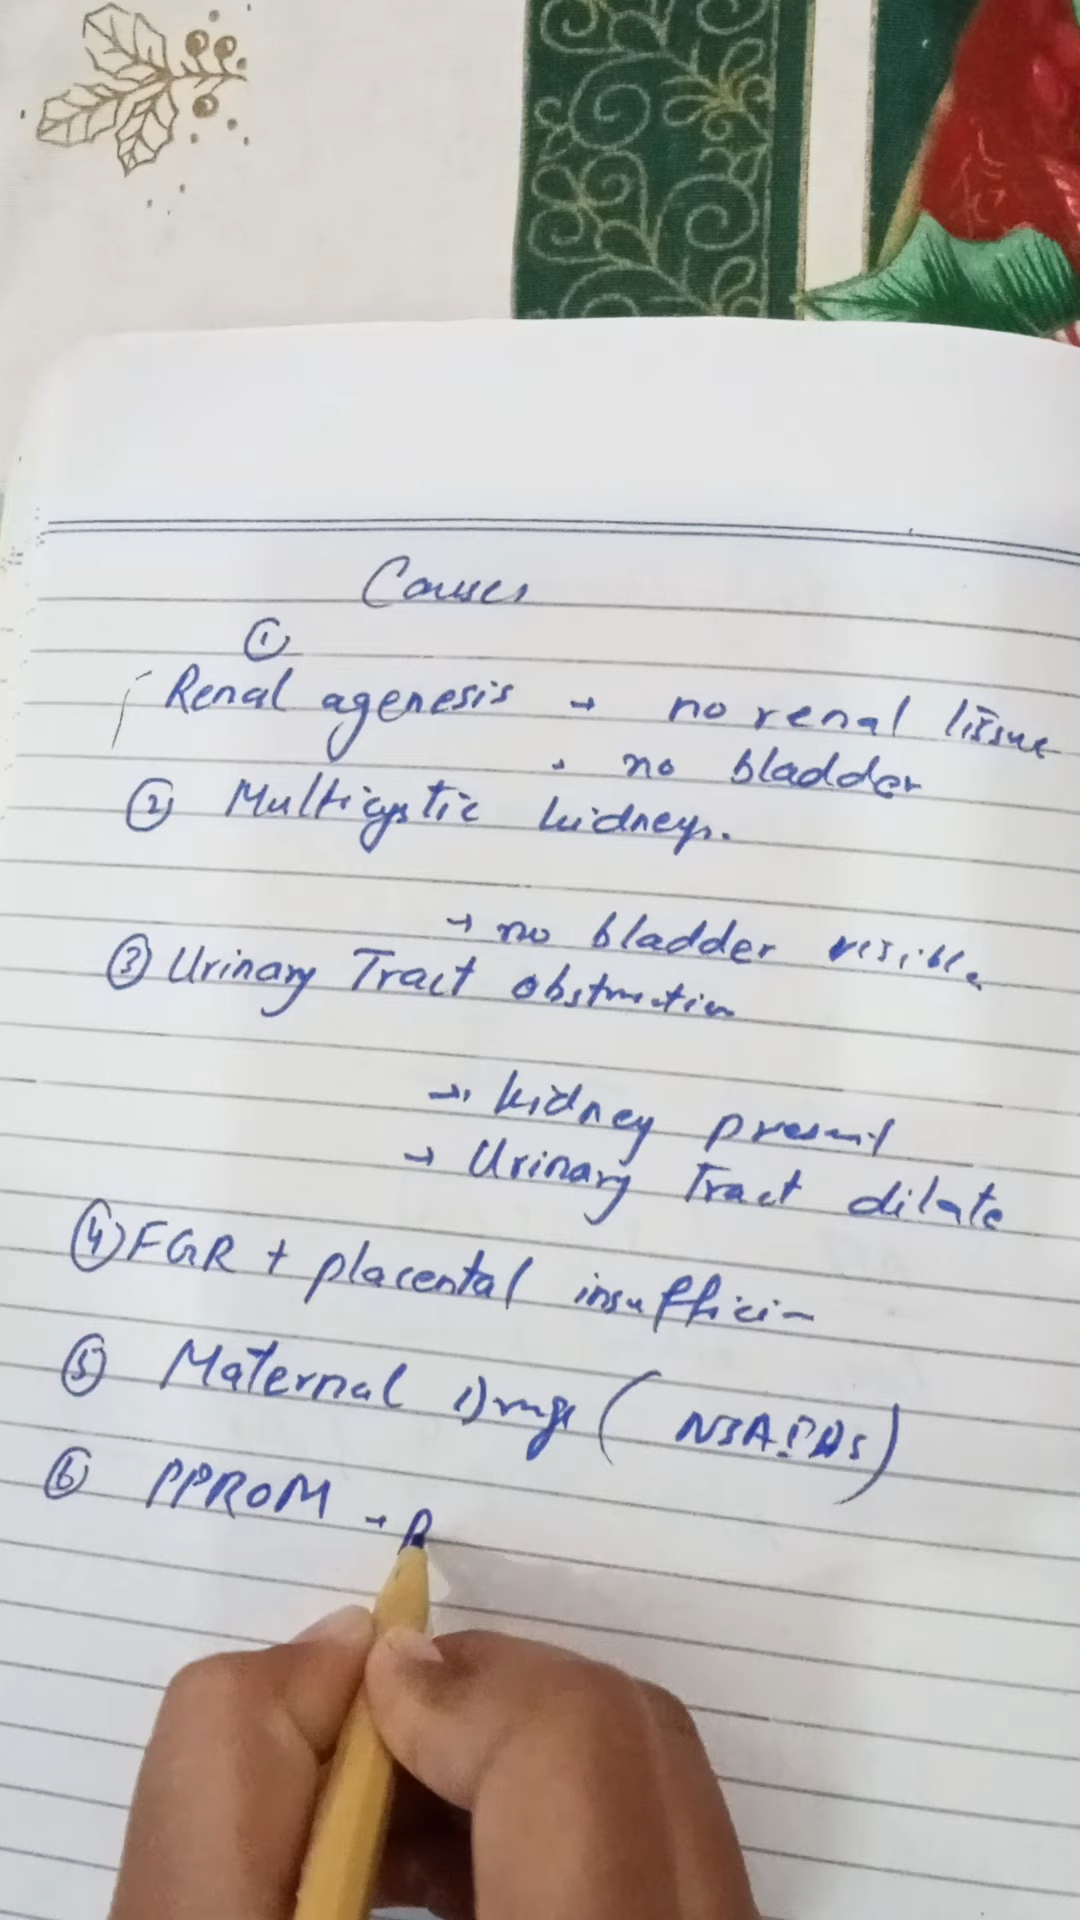 Causes
①
Renal agenesis → no renal tissue
. no bladder
② Multicystic kidneys.
→ no bladder visible
③ Urinary Tract obstruction
→ kidney present
→ Urinary Tract dilate
④ FGR + placental insuffici-
⑤ Maternal Drugs (NSAIDs)
⑥ PPROM → P